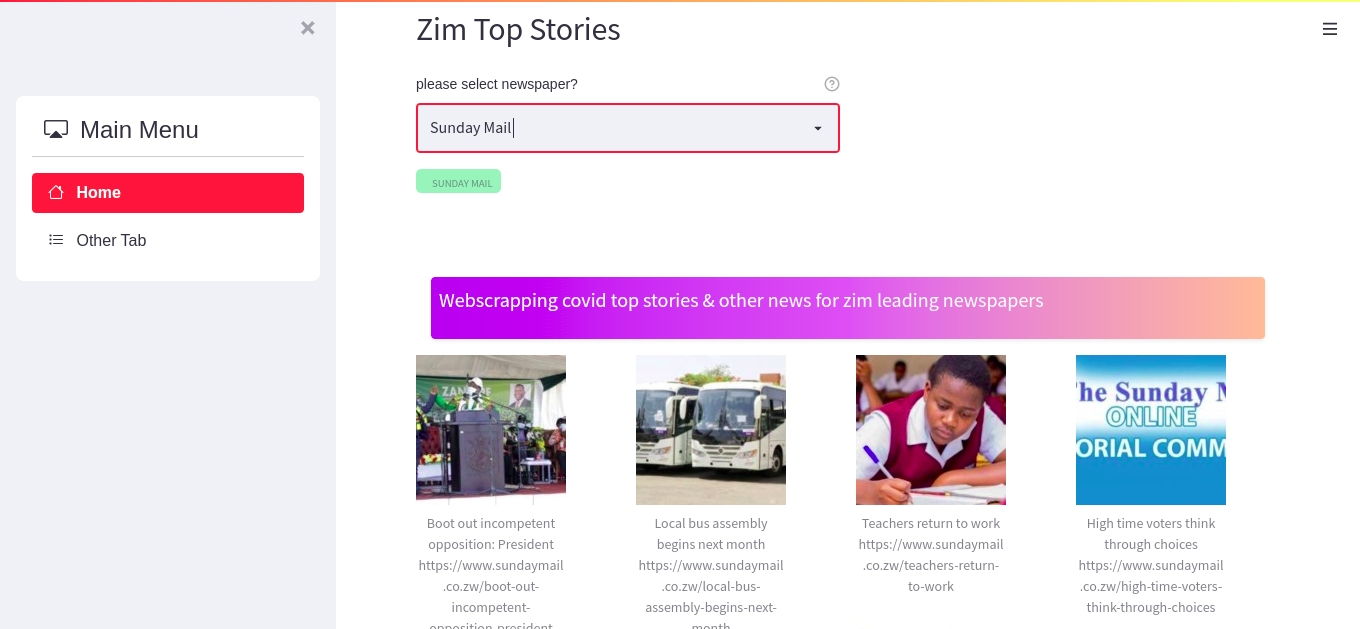 Zim Top Stories
please select newspaper?
Sunday Mail
SUNDAY MAIL
Main Menu
Home
Other Tab
Webscrapping covid top stories & other news for zim leading newspapers
ZIM
The Sunday M
ONLINE
ORIAL COMM
Boot out incompetent
opposition: President
https://www.sundaymail
.co.zw/boot-out-
incompetent-
opposition-president
Local bus assembly
begins next month
https://www.sundaymail
.co.zw/local-bus-
assembly-begins-next-
month
Teachers return to work
https://www.sundaymail
.co.zw/teachers-return-
to-work
High time voters think
through choices
https://www.sundaymail
.co.zw/high-time-voters-
think-through-choices